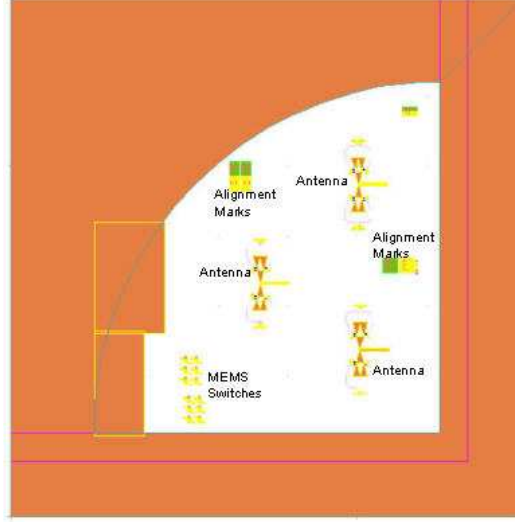 Antenna
Alignment
Marks
Alignment
Marks
Antenna
MEMS
Switches
Antenna